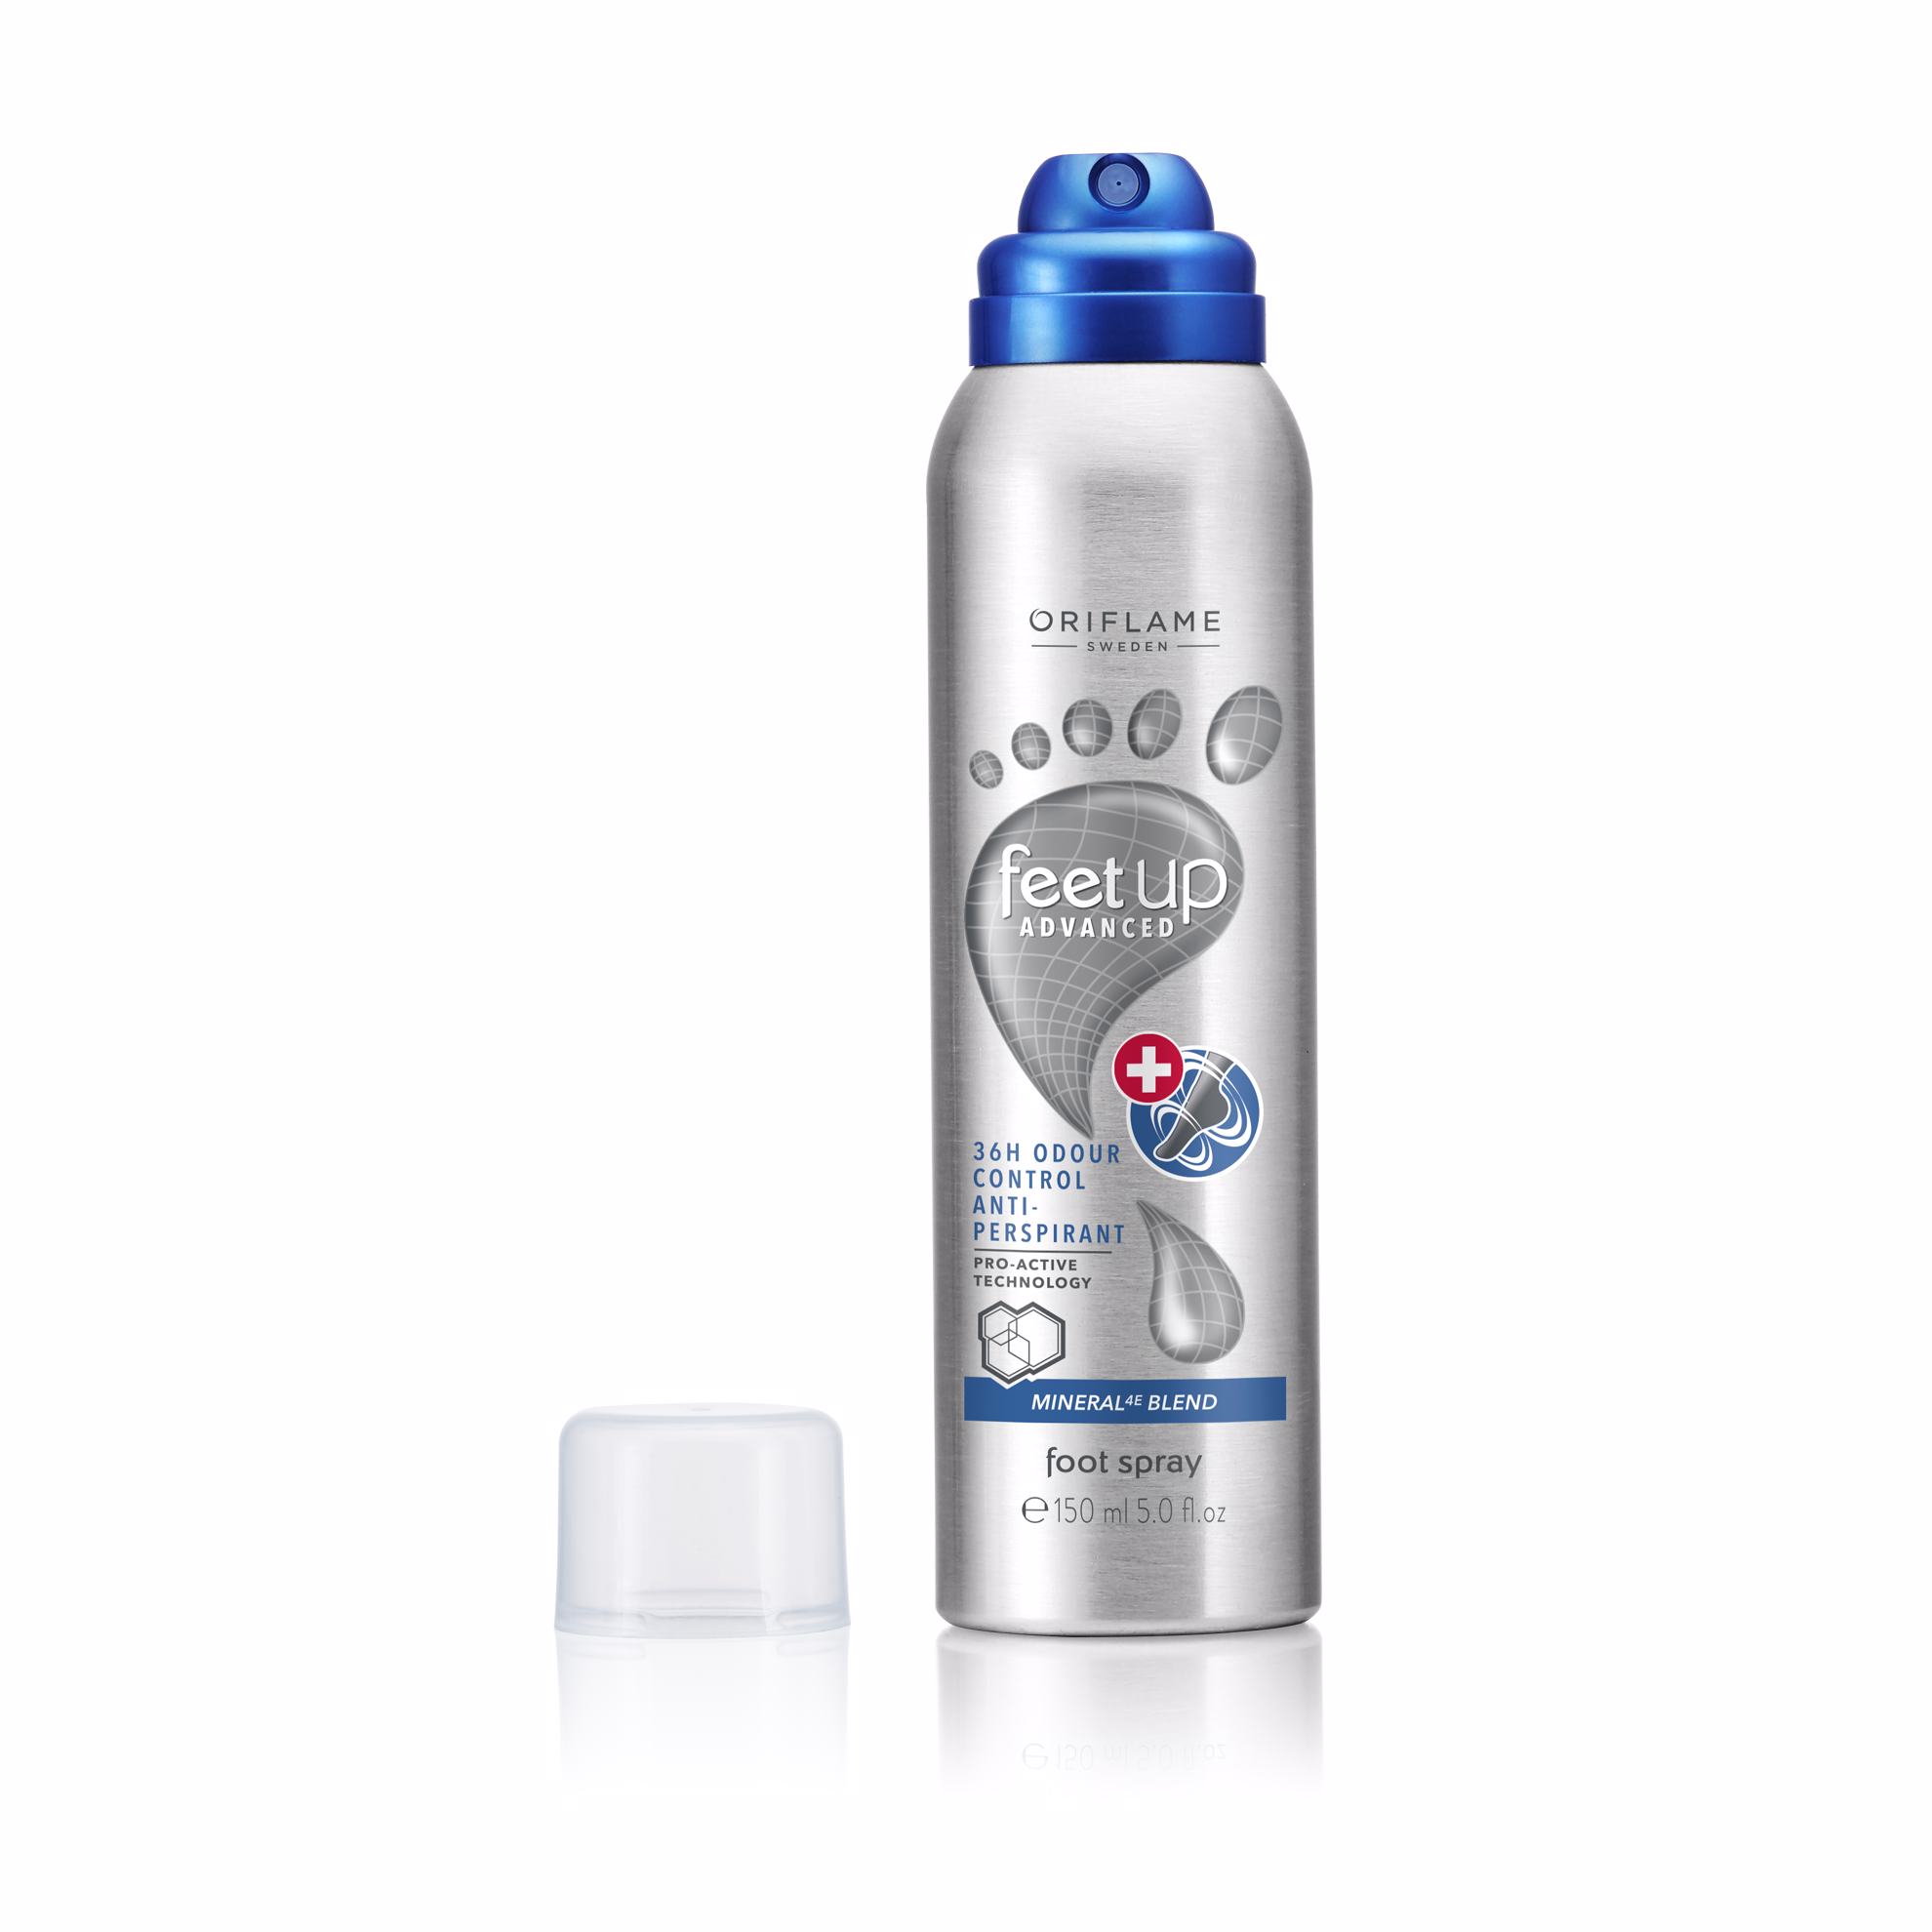 ORIFLAME
SWEDEN
feet up
ADVANCED
36H ODOUR
CONTROL
ANTI-
PERSPIRANT
PRO-ACTIVE
TECHNOLOGY
MINERAL4E BLEND
foot spray
e 150 ml 5.0 fl.oz